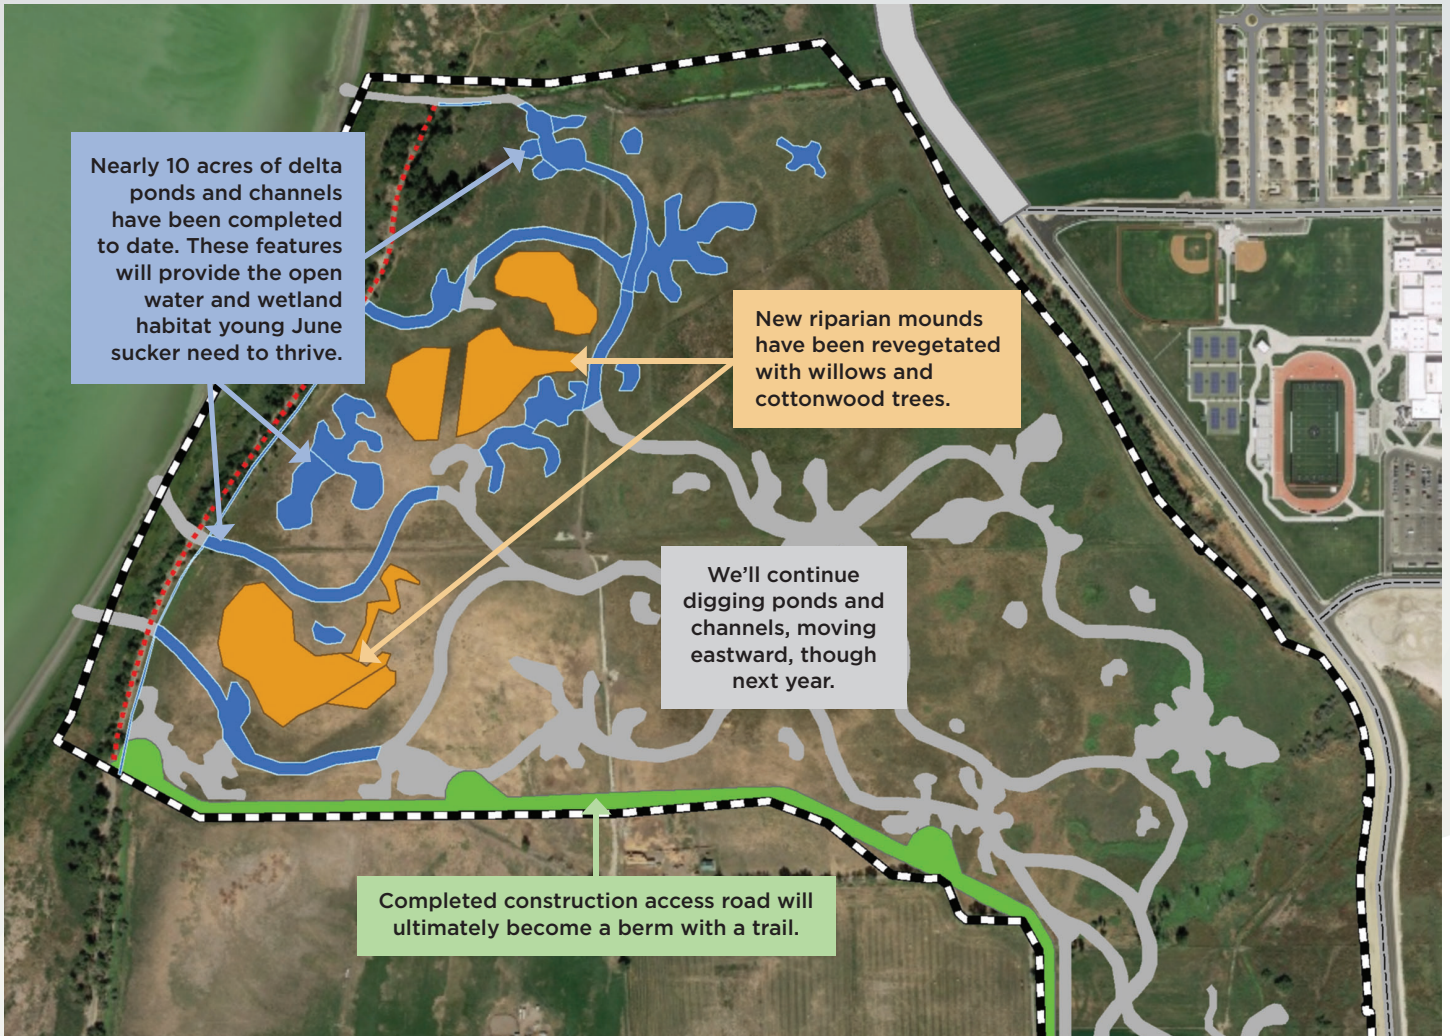 Nearly 10 acres of delta
ponds and channels
have been completed
to date. These features
will provide the open
water and wetland
habitat young June
sucker need to thrive.
New riparian mounds
have been revegetated
with willows and
cottonwood trees.
We’ll continue
digging ponds and
channels, moving
eastward, though
next year.
Completed construction access road will
ultimately become a berm with a trail.